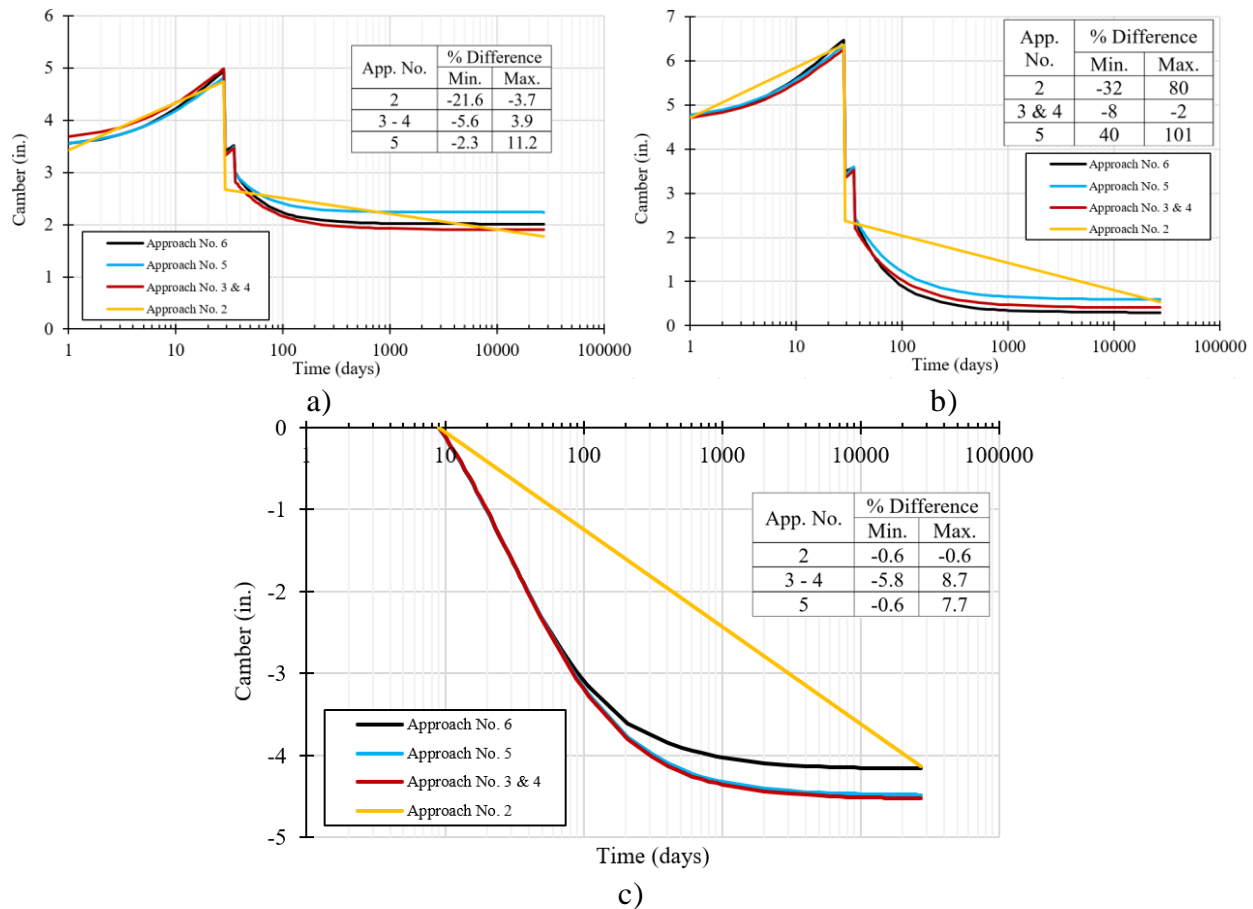 6
5
4
3
2
1
0
Camber (in.)
1 10 100 1000 10000 100000
Time (days)
App. No. % Difference
Min. Max.
2 -21.6 -3.7
3 - 4 -5.6 3.9
5 -2.3 11.2
Approach No. 6
Approach No. 5
Approach No. 3 & 4
Approach No. 2
a)
7
6
5
4
3
2
1
0
Camber (in.)
1 10 100 1000 10000 100000
Time (days)
App. % Difference
No. Min. Max.
2 -32 80
3 & 4 -8 -2
5 40 101
Approach No. 6
Approach No. 5
Approach No. 3 & 4
Approach No. 2
b)
0
-1
-2
-3
-4
-5
Camber (in.)
1 10 100 1000 10000 100000
App. No. % Difference
Min. Max.
2 -0.6 -0.6
3 - 4 -5.8 8.7
5 -0.6 7.7
Approach No. 6
Approach No. 5
Approach No. 3 & 4
Approach No. 2
Time (days)
c)